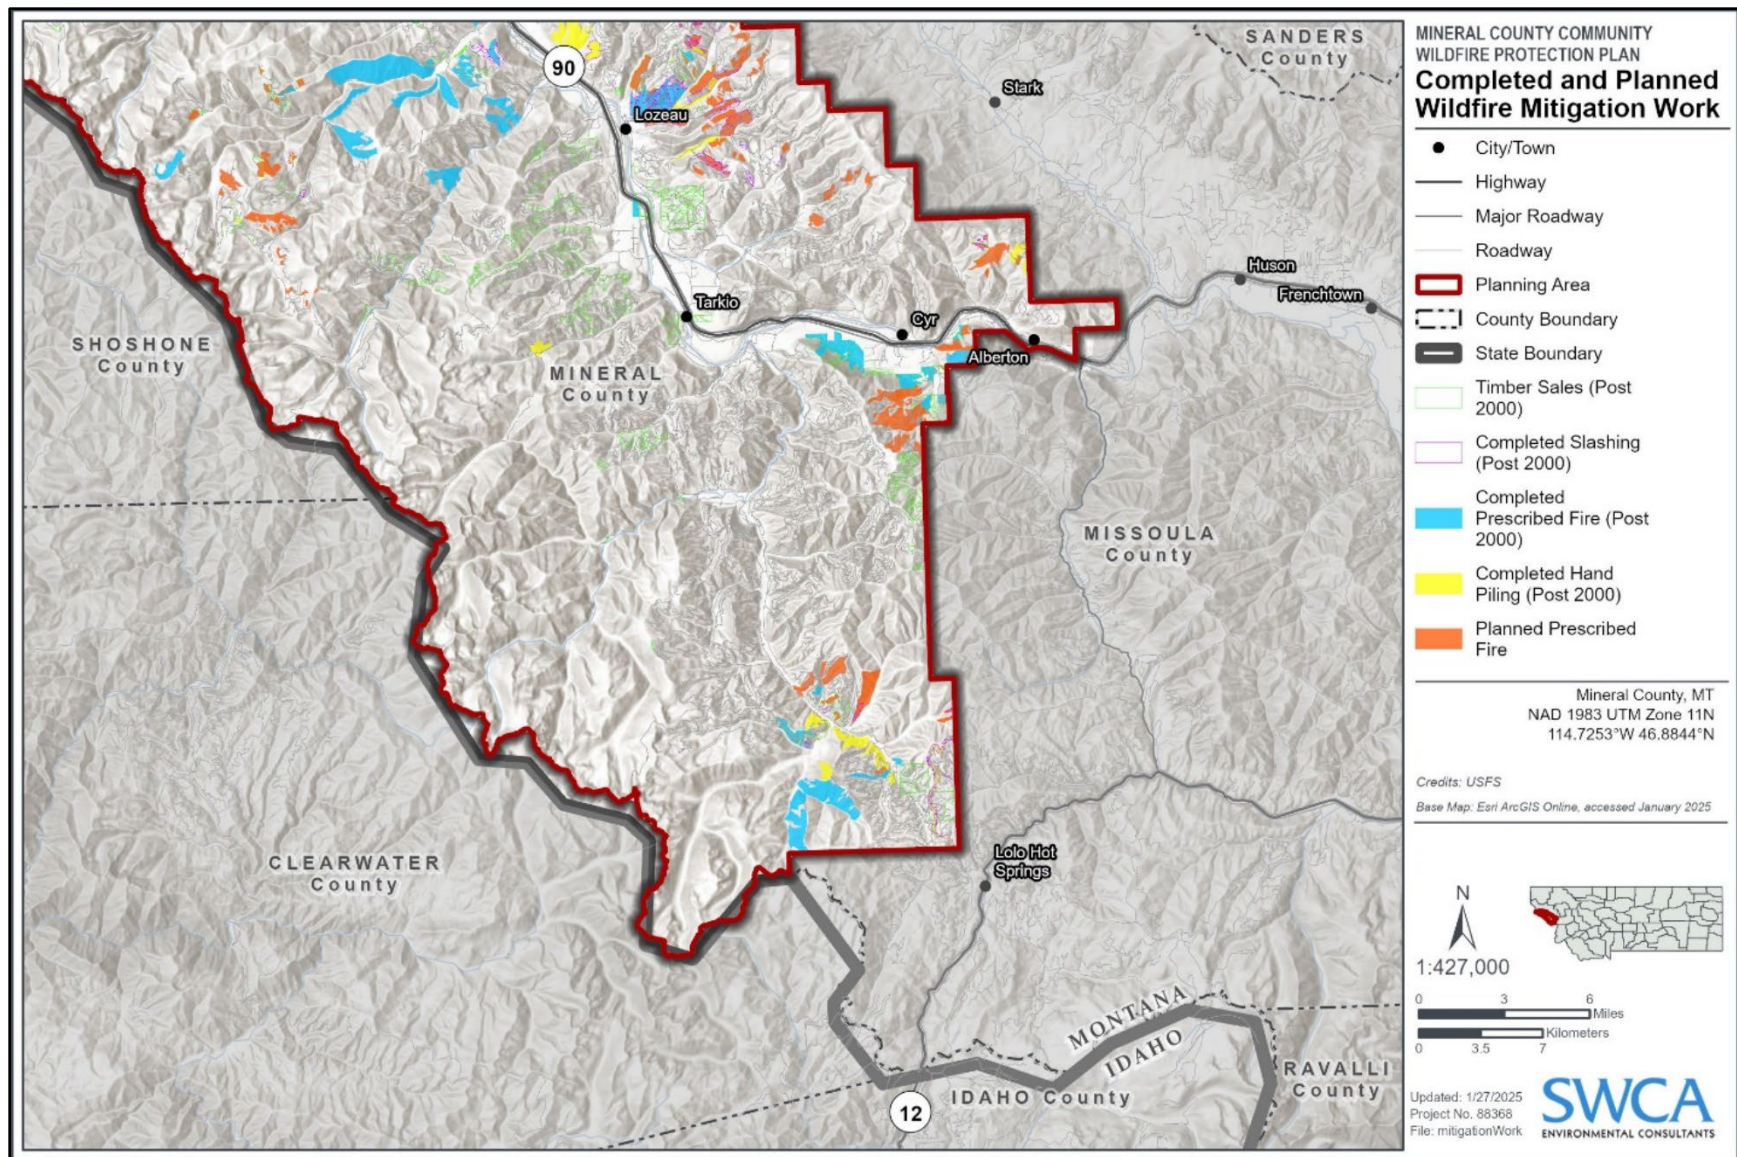 SANDERS
County
90
Stark
Lozeau
Huson
Frenchtown
Tarkio
Cyr
Alberton
SHOSHONE
County
MINERAL
County
MISSOULA
County
Lolo Hot
Springs
CLEARWATER
County
MONTANA
IDAHO
RAVALLI
County
IDAHO County
12
MINERAL COUNTY COMMUNITY
WILDFIRE PROTECTION PLAN
Completed and Planned
Wildfire Mitigation Work
City/Town
Highway
Major Roadway
Roadway
Planning Area
County Boundary
State Boundary
Timber Sales (Post
2000)
Completed Slashing
(Post 2000)
Completed
Prescribed Fire (Post
2000)
Completed Hand
Piling (Post 2000)
Planned Prescribed
Fire
Mineral County, MT
NAD 1983 UTM Zone 11N
114.7253°W 46.8844°N
Credits: USFS
Base Map: Esri ArcGIS Online, accessed January 2025
N
1:427,000
0 3 6
Miles
Kilometers
0 3.5 7
Updated: 1/27/2025
Project No. 88368
File: mitigationWork
SWCA
ENVIRONMENTAL CONSULTANTS